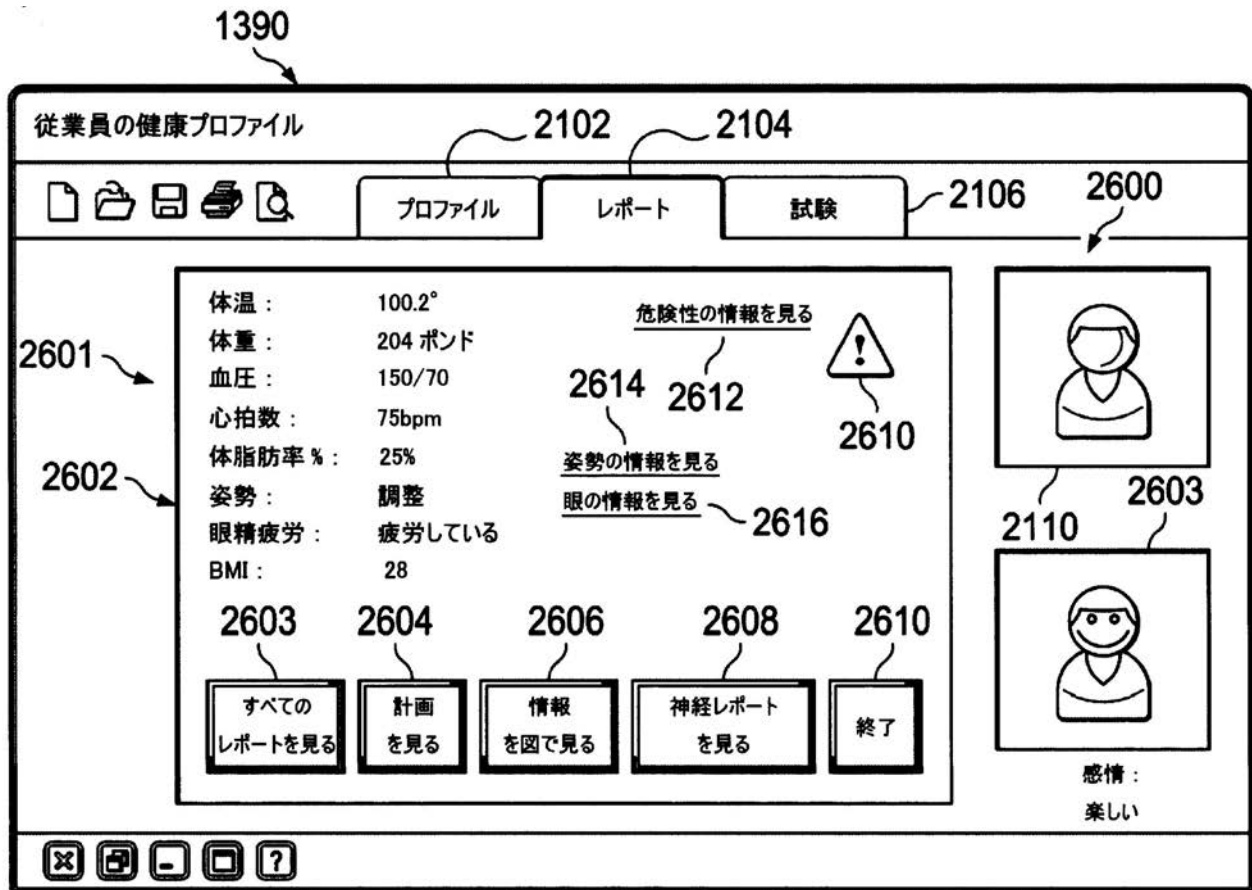 1390
従業員の健康プロファイル
2102
2104
プロファイル
レポート
試験
2106
2600
2601
2602
体温： 100.2°
体重： 204 ポンド
血圧： 150/70
心拍数： 75bpm
体脂肪率 %： 25%
姿勢： 調整
眼精疲労： 疲労している
BMI： 28
危険性の情報を見る
2612
2610
2614
姿勢の情報を見る
眼の情報を見る
2616
2110
2603
2603
2604
2606
2608
2610
すべての
レポートを見る
計画
を見る
情報
を図で見る
神経レポート
を見る
終了
感情：
楽しい